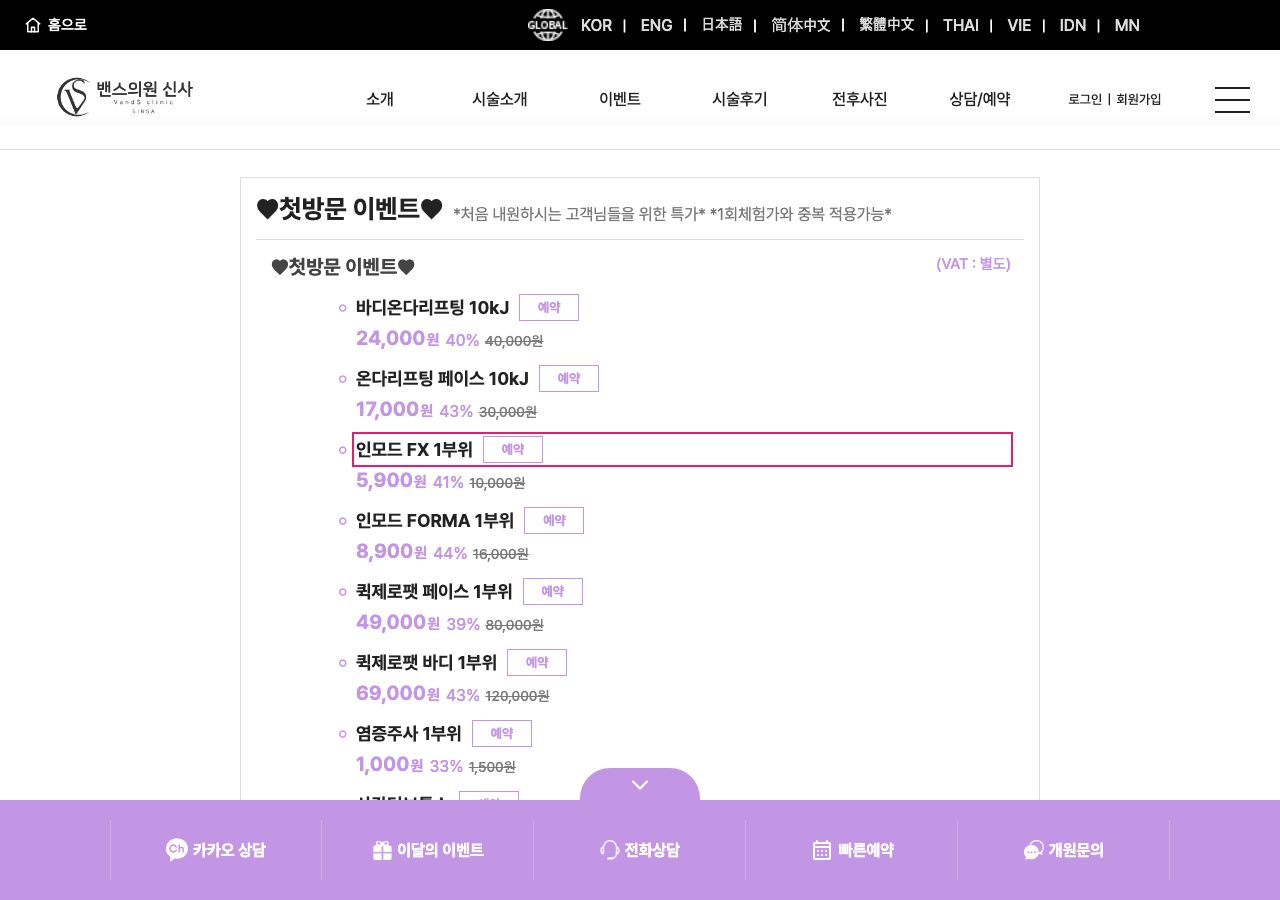 홈으로
GLOBAL KOR | ENG | 日本語 | 简体中文 | 繁體中文 | THAI | VIE | IDN | MN
밴스의원 신사
VandS clinic
SINSA
소개 시술소개 이벤트 시술후기 전후사진 상담/예약 로그인 | 회원가입
♥첫방문 이벤트♥ *처음 내원하시는 고객님들을 위한 특가* *1회체험가와 중복 적용가능*
♥첫방문 이벤트♥ (VAT : 별도)
바디온다리프팅 10kJ 예약
24,000원 40% 40,000원
온다리프팅 페이스 10kJ 예약
17,000원 43% 30,000원
인모드 FX 1부위 예약
5,900원 41% 10,000원
인모드 FORMA 1부위 예약
8,900원 44% 16,000원
퀵제로팻 페이스 1부위 예약
49,000원 39% 80,000원
퀵제로팻 바디 1부위 예약
69,000원 43% 120,000원
염증주사 1부위 예약
1,000원 33% 1,500원
Ch 카카오 상담 이달의 이벤트 전화상담 빠른예약 개원문의